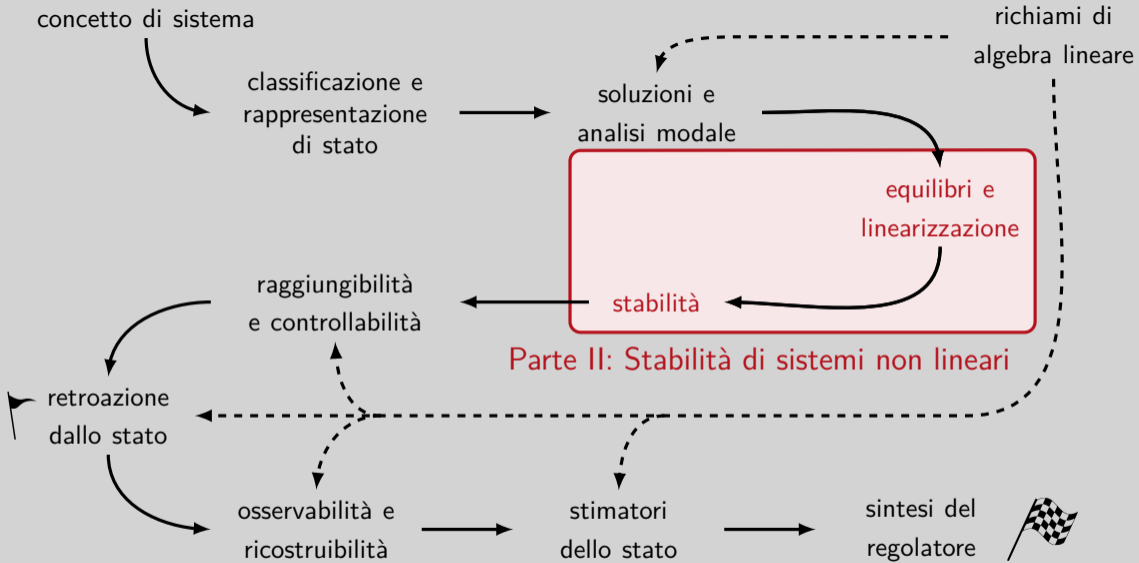 concetto di sistema
richiami di
algebra lineare
classificazione e
rappresentazione
di stato
soluzioni e
analisi modale
equilibri e
linearizzazione
raggiungibilità
e controllabilità
stabilità
Parte II: Stabilità di sistemi non lineari
retroazione
dallo stato
osservabilità e
ricostruibilità
stimatori
dello stato
sintesi del
regolatore